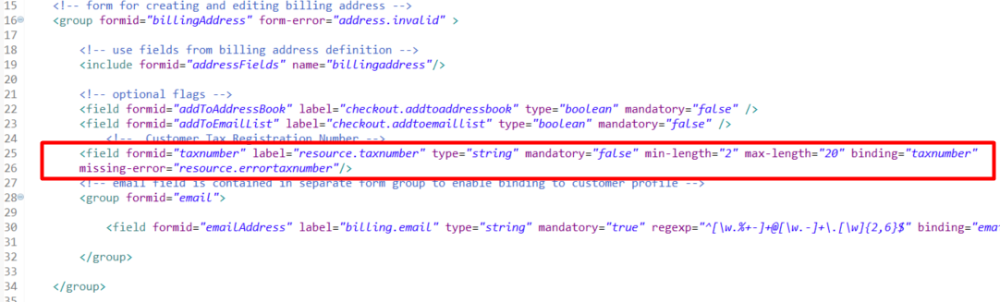 15 <!-- form for creating and editing billing address -->
16 <group formid="billingAddress" form-error="address.invalid" >
17
18 <!-- use fields from billing address definition -->
19 <include formid="addressFields" name="billingaddress"/>
20
21 <!-- optional flags -->
22 <field formid="addToAddressBook" label="checkout.addtoaddressbook" type="boolean" mandatory="false" />
23 <field formid="addToEmailList" label="checkout.addtoemaillist" type="boolean" mandatory="false" />
24 <!-- Customer Tax Registration Number -->
25 <field formid="taxnumber" label="resource.taxnumber" type="string" mandatory="false" min-length="2" max-length="20" binding="taxnumber"
26 missing-error="resource.errortaxnumber"/>
27 <!-- email field is contained in separate form group to enable binding to customer profile -->
28 <group formid="email">
29
30 <field formid="emailAddress" label="billing.email" type="string" mandatory="true" regexp="^[\w.%+-]+@[\w.-]+\.[\w]{2,6}$" binding="ema
31
32 </group>
33
34 </group>
35